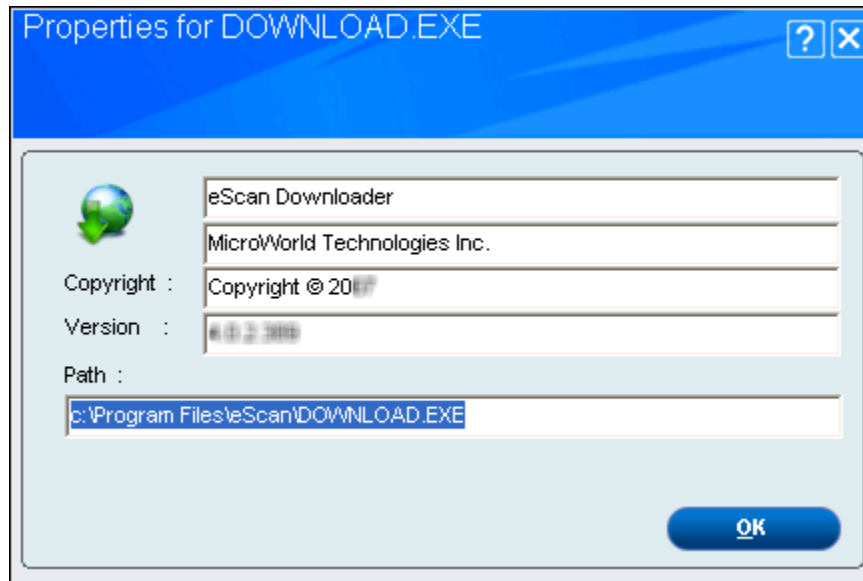 Properties for DOWNLOAD.EXE
?
eScan Downloader
MicroWorld Technologies Inc.
Copyright :
Copyright © 20
Version :
Path :
c:\Program Files\eScan\DOWNLOAD.EXE
OK